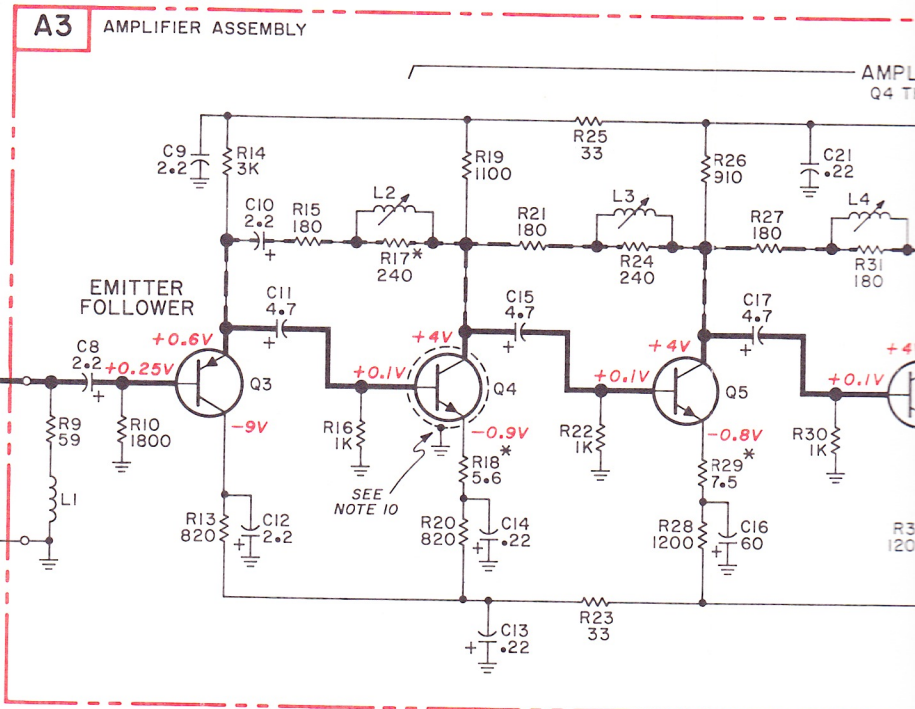 A3 AMPLIFIER ASSEMBLY
AMPL
Q4 T
C9
2.2
R14
3K
R19
1100
R25
33
R26
910
C21
.22
C10
2.2
R15
180
L2
R17*
240
R21
180
L3
R24
240
R27
180
L4
R31
180
EMITTER
FOLLOWER
C11
4.7
C15
4.7
C17
4.7
C8
2.2
+0.25V
+0.6V
Q3
-9V
+0.1V
+4V
Q4
-0.9V
+0.1V
+4V
Q5
-0.8V
+0.1V
+4
R9
59
R10
1800
R16
1K
R18*
5.6
R22
1K
R29*
7.5
R30
1K
L1
SEE
NOTE 10
R13
820
C12
2.2
R20
820
C14
.22
R28
1200
C16
60
R3
120
C13
.22
R23
33
+
+
+
+
+
+
+
+
+